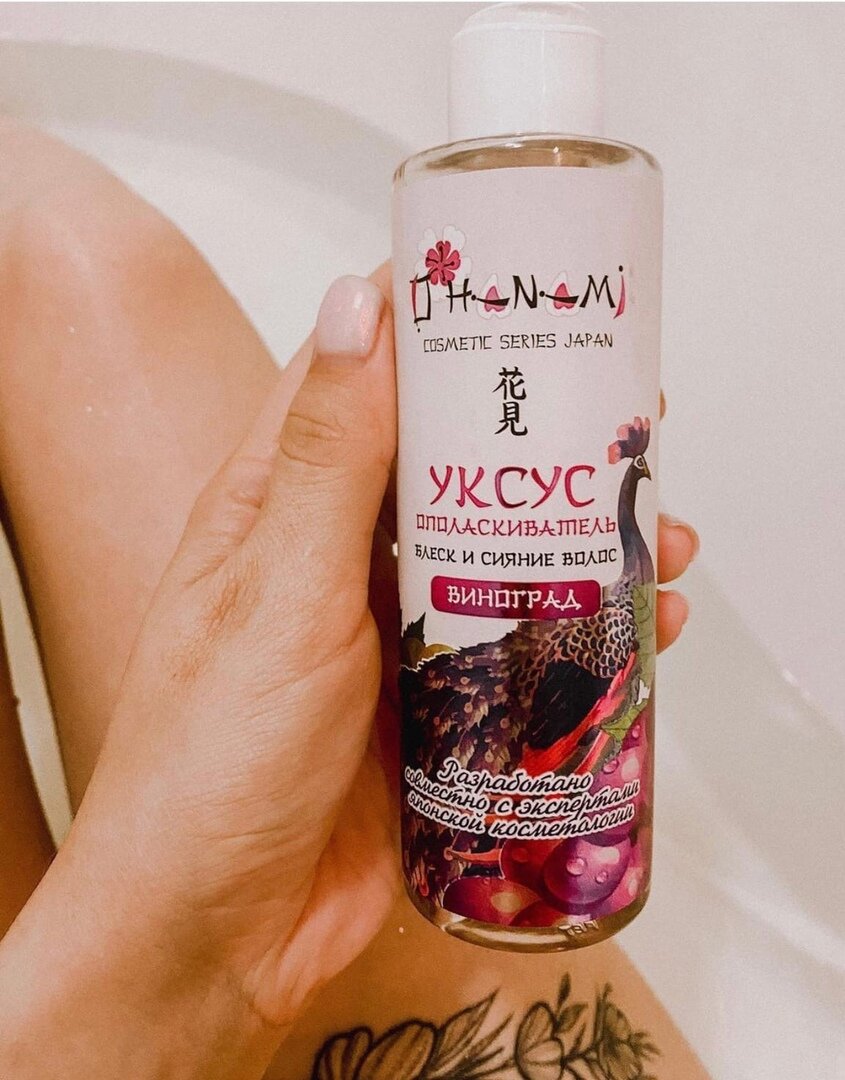 O'HANAMi
COSMETIC SERIES JAPAN
花見
УКСУС
ОПОЛАСКИВАТЕЛЬ
БЛЕСК И СИЯНИЕ ВОЛОС
ВИНОГРАД
Разработано
совместно с экспертами
японской косметологии